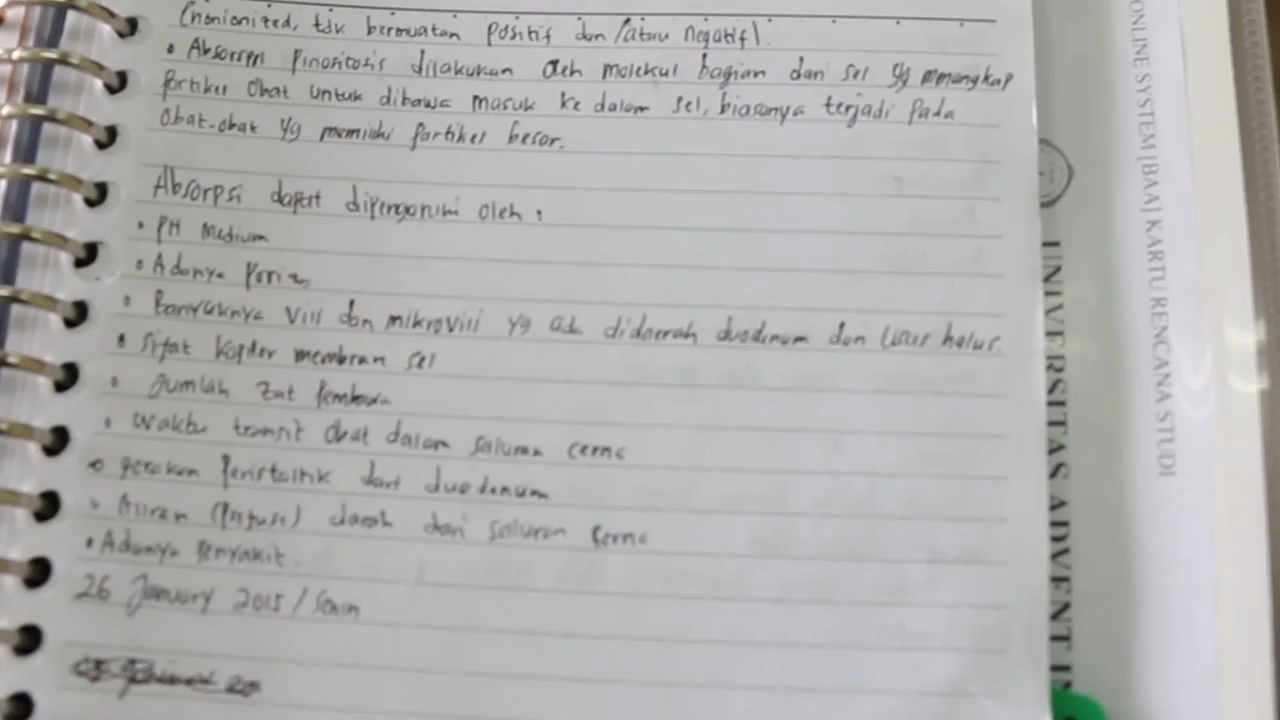 (nonionized, tdk bermuatan positif dan /atau negatif).
• Absorpsi Pinositosis dilakukan oleh molekul bagian dari sel yg menangkap
partikel Obat untuk dibawa masuk ke dalam sel, biasanya terjadi pada
Obat-obat yg memiliki partikel besar.
Absorpsi dapat dipengaruhi oleh :
• PH Medium
• Adanya
• Banyaknya Vili dan mikrovili yg ada didaerah duodenum dan Usus halus
• Sifat membran sel
• Jumlah Zat Pembawa
• Waktu transit Obat dalam saluran cerna
• gerakan Peristaltik dari duodenum
• Aliran darah dari saluran Cerna
• Adanya Penyakit.
26 January 2015 / Senin
ONLINE SYSTEM [BAA] KARTU RENCANA STUDI
UNIVERSITAS ADVENT IN